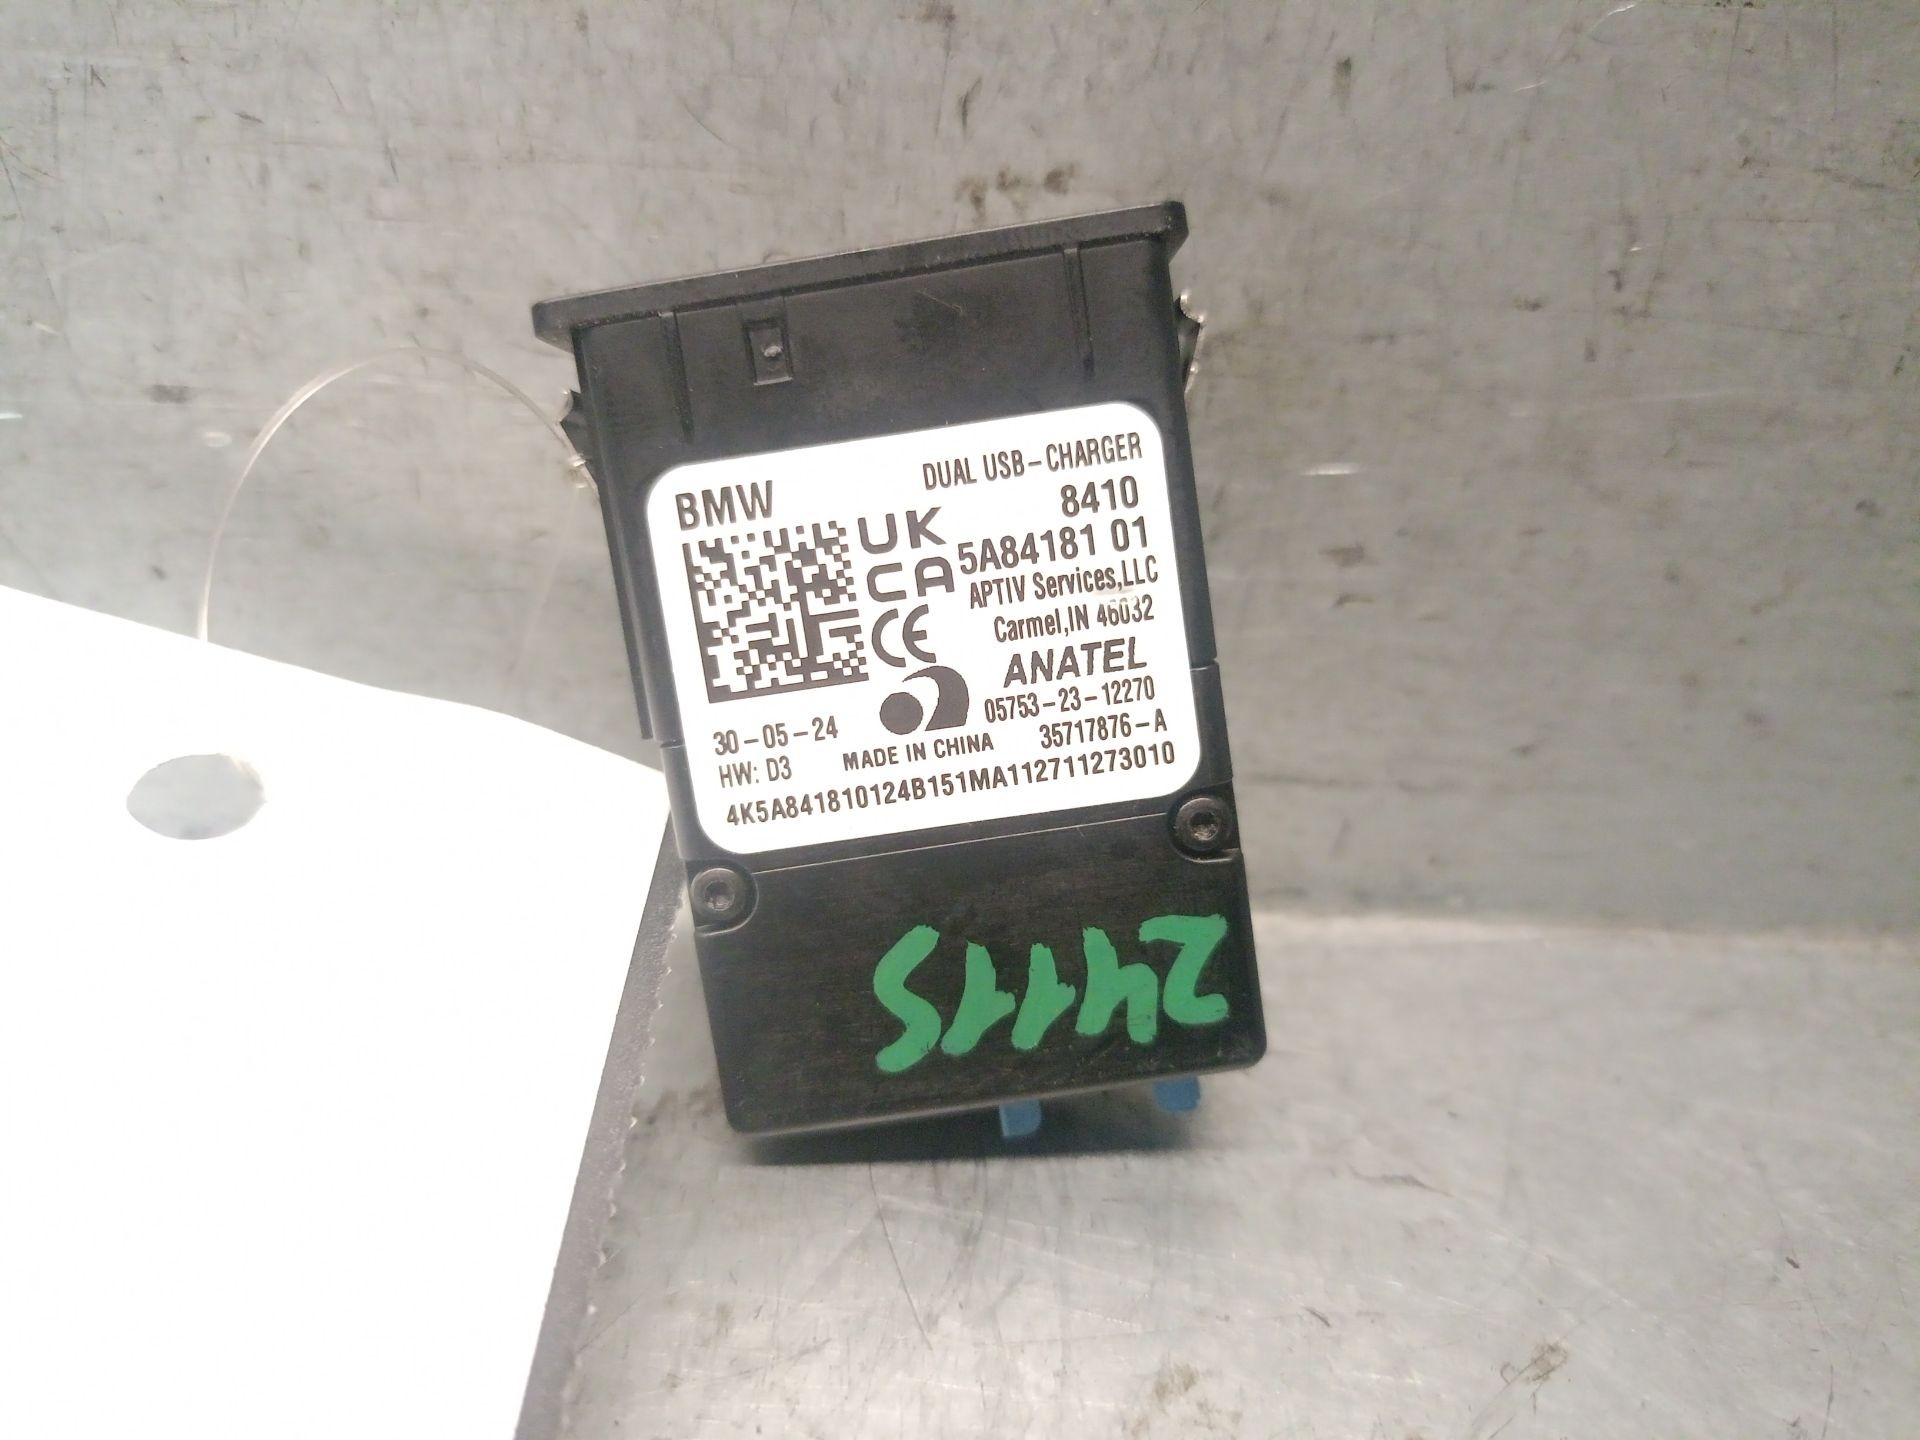 DUAL USB-CHARGER
BMW
8410
UK
CA
5A84181 01
APTIV Services,LLC
Carmel,IN 46032
CE
ANATEL
05753-23-12270
30-05-24
35717876-A
MADE IN CHINA
HW: D3
4K5A841810124B151MA112711273010
24115